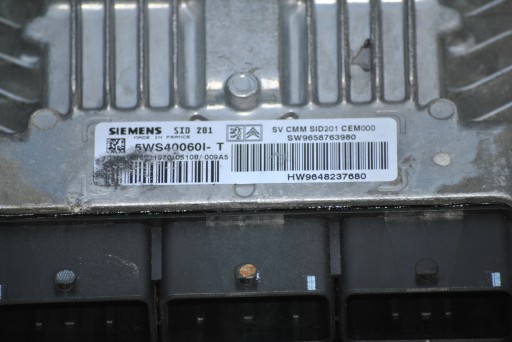 SIEMENS SID 201
MADE IN FRANCE
5WS40060I- T
SV CMM SID201 CEM000
SW9658763980
HW9648237680